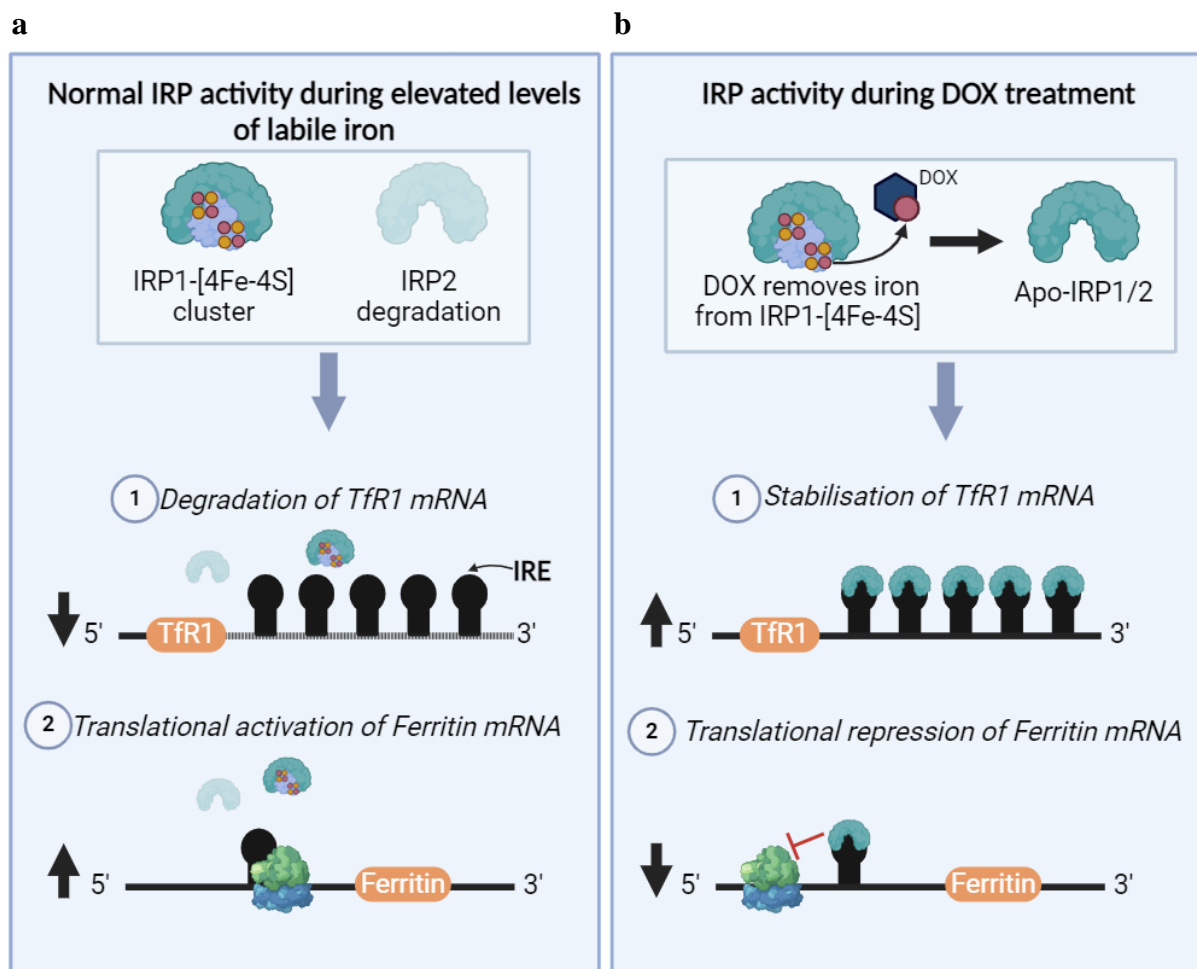 a
Normal IRP activity during elevated levels
of labile iron
IRP1-[4Fe-4S]
cluster
IRP2
degradation
1 Degradation of TfR1 mRNA
IRE
5' TfR1 3'
2 Translational activation of Ferritin mRNA
5' Ferritin 3'
b
IRP activity during DOX treatment
DOX
DOX removes iron
from IRP1-[4Fe-4S]
Apo-IRP1/2
1 Stabilisation of TfR1 mRNA
5' TfR1 3'
2 Translational repression of Ferritin mRNA
5' Ferritin 3'